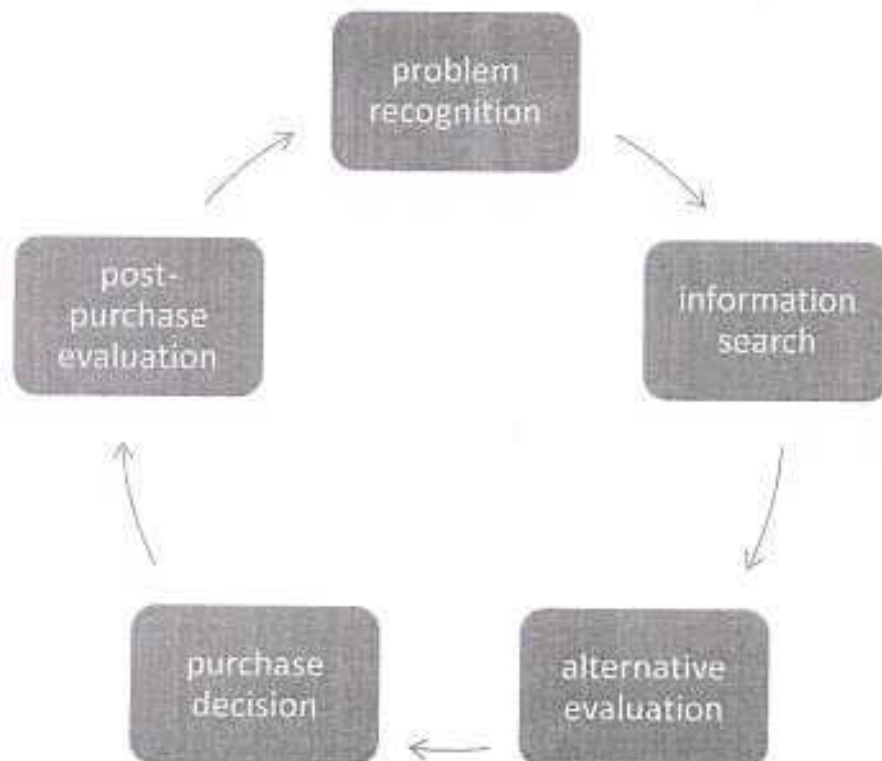 problem
recognition
information
search
alternative
evaluation
purchase
decision
post-
purchase
evaluation